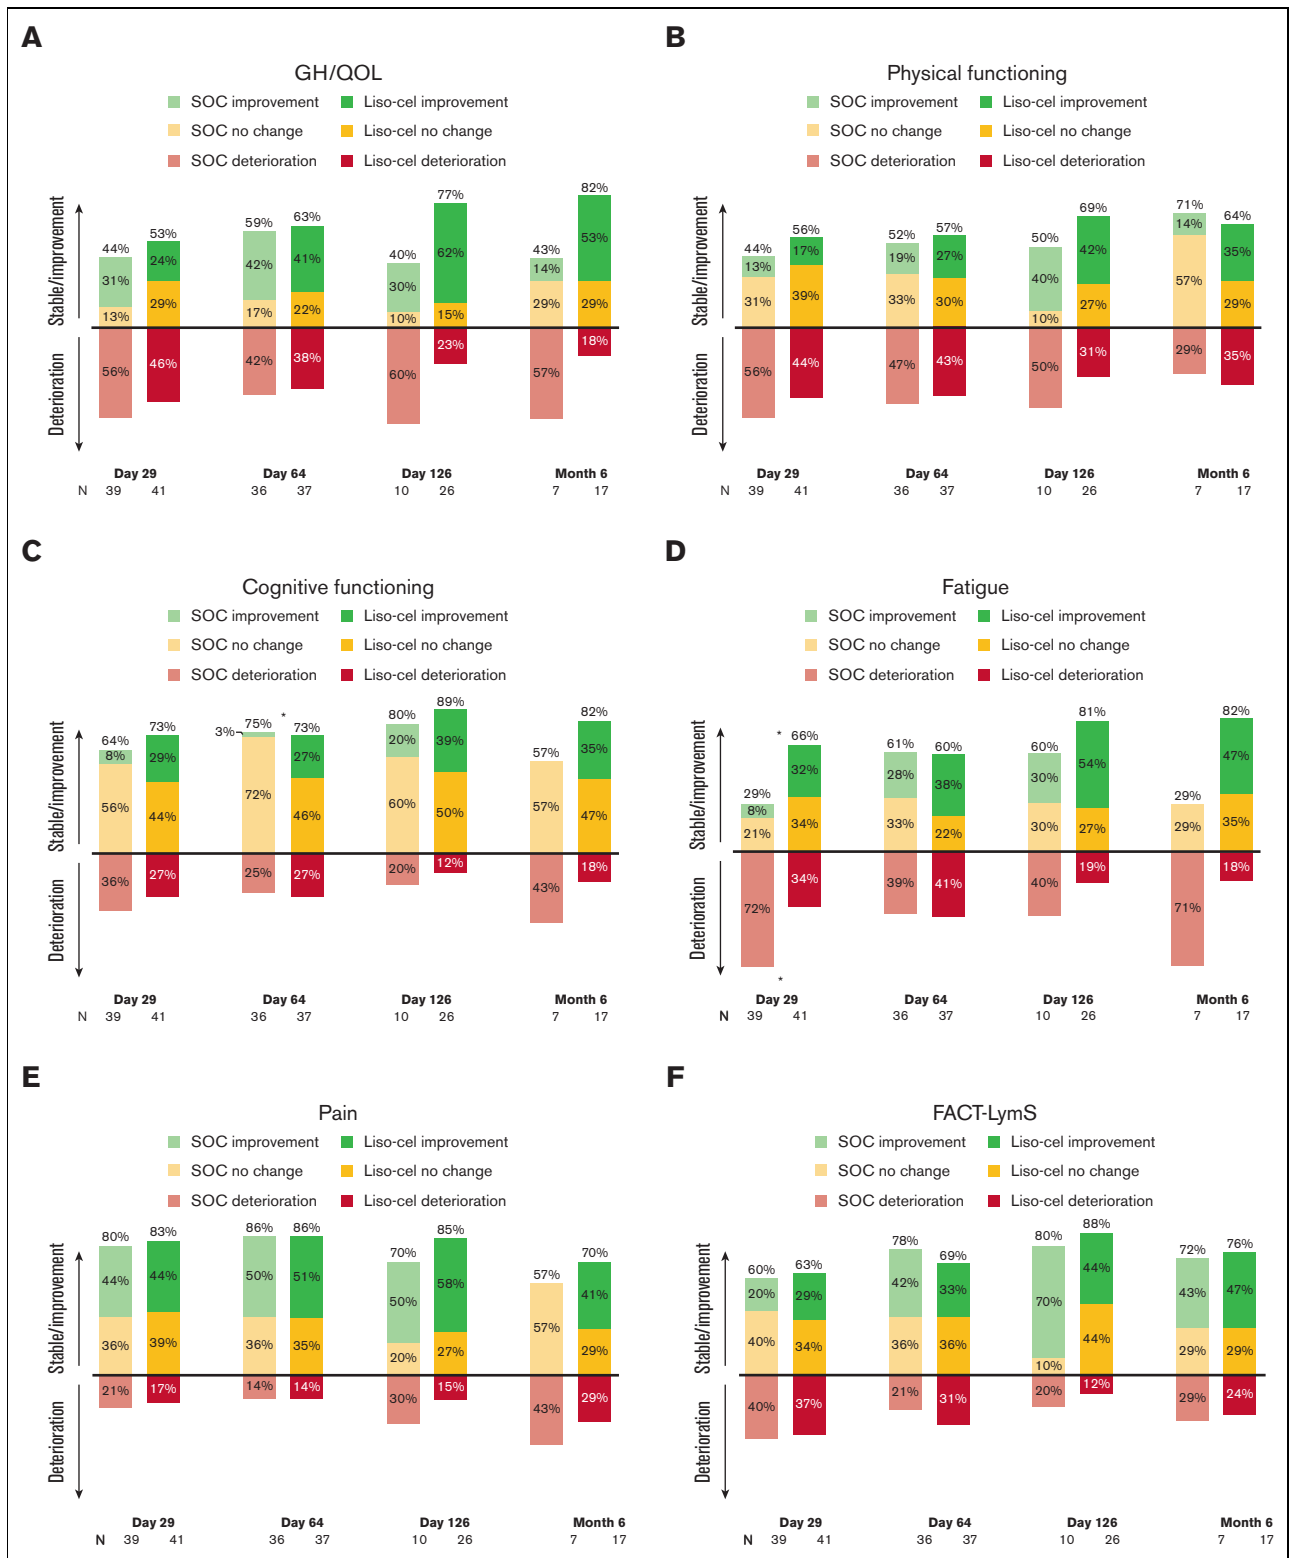 A
GH/QOL
SOC improvement Liso-cel improvement
SOC no change Liso-cel no change
SOC deterioration Liso-cel deterioration
Stable/improvement
Deterioration
44% 53% 59% 63% 40% 77% 43% 82%
31% 24% 42% 41% 30% 62% 14% 53%
13% 29% 17% 22% 10% 15% 29% 29%
56% 46% 42% 38% 60% 23% 57% 18%
Day 29 Day 64 Day 126 Month 6
N 39 41 36 37 10 26 7 17
B
Physical functioning
SOC improvement Liso-cel improvement
SOC no change Liso-cel no change
SOC deterioration Liso-cel deterioration
Stable/improvement
Deterioration
44% 56% 52% 57% 50% 69% 71% 64%
13% 17% 19% 27% 40% 42% 14% 35%
31% 39% 33% 30% 10% 27% 57% 29%
56% 44% 47% 43% 50% 31% 29% 35%
Day 29 Day 64 Day 126 Month 6
N 39 41 36 37 10 26 7 17
C
Cognitive functioning
SOC improvement Liso-cel improvement
SOC no change Liso-cel no change
SOC deterioration Liso-cel deterioration
Stable/improvement
Deterioration
64% 73% 75% * 73% 80% 89% 57% 82%
8% 29% 3% 27% 20% 39% 35%
56% 44% 72% 46% 60% 50% 57% 47%
36% 27% 25% 27% 20% 12% 43% 18%
Day 29 Day 64 Day 126 Month 6
N 39 41 36 37 10 26 7 17
D
Fatigue
SOC improvement Liso-cel improvement
SOC no change Liso-cel no change
SOC deterioration Liso-cel deterioration
Stable/improvement
Deterioration
29% * 66% 61% 60% 60% 81% 29% 82%
8% 32% 28% 38% 30% 54% 47%
21% 34% 33% 22% 30% 27% 29% 35%
72% 34% 39% 41% 40% 19% 71% 18%
*
Day 29 Day 64 Day 126 Month 6
N 39 41 36 37 10 26 7 17
E
Pain
SOC improvement Liso-cel improvement
SOC no change Liso-cel no change
SOC deterioration Liso-cel deterioration
Stable/improvement
Deterioration
80% 83% 86% 86% 70% 85% 57% 70%
44% 44% 50% 51% 50% 58% 41%
36% 39% 36% 35% 20% 27% 57% 29%
21% 17% 14% 14% 30% 15% 43% 29%
Day 29 Day 64 Day 126 Month 6
N 39 41 36 37 10 26 7 17
F
FACT-LymS
SOC improvement Liso-cel improvement
SOC no change Liso-cel no change
SOC deterioration Liso-cel deterioration
Stable/improvement
Deterioration
60% 63% 78% 69% 80% 88% 72% 76%
20% 29% 42% 33% 70% 44% 43% 47%
40% 34% 36% 36% 10% 44% 29% 29%
40% 37% 21% 31% 20% 12% 29% 24%
Day 29 Day 64 Day 126 Month 6
N 39 41 36 37 10 26 7 17